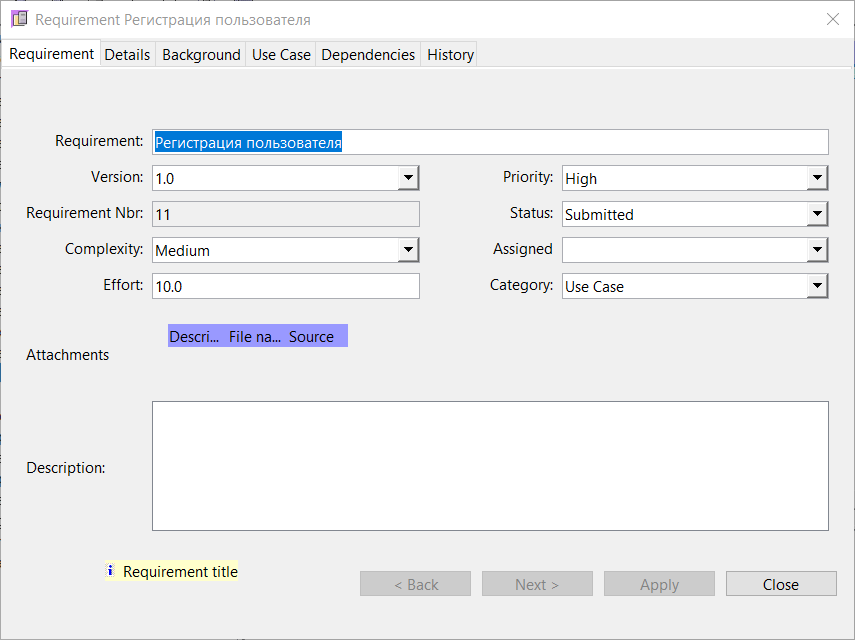 Requirement Регистрация пользователя
Requirement Details Background Use Case Dependencies History
Requirement: Регистрация пользователя
Version: 1.0 Priority: High
Requirement Nbr: 11 Status: Submitted
Complexity: Medium Assigned
Effort: 10.0 Category: Use Case
Descri... File na... Source
Attachments
Description:
i Requirement title
< Back Next > Apply Close